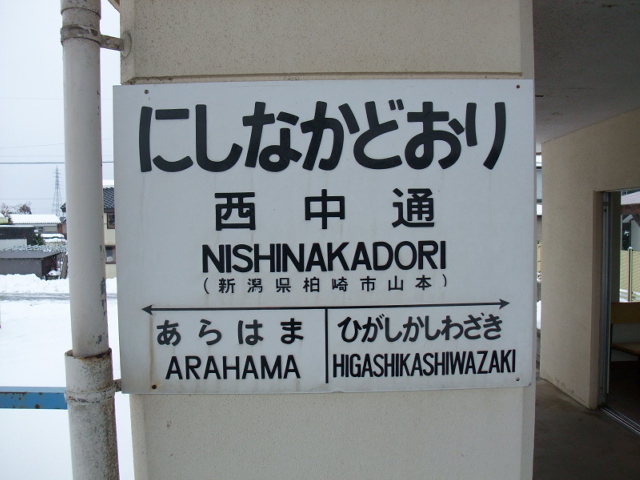 にしなかどおり
西中通
NISHINAKADORI
(新潟県柏崎市山本)
あらはま ひがしかしわざき
ARAHAMA HIGASHIKASHIWAZAKI